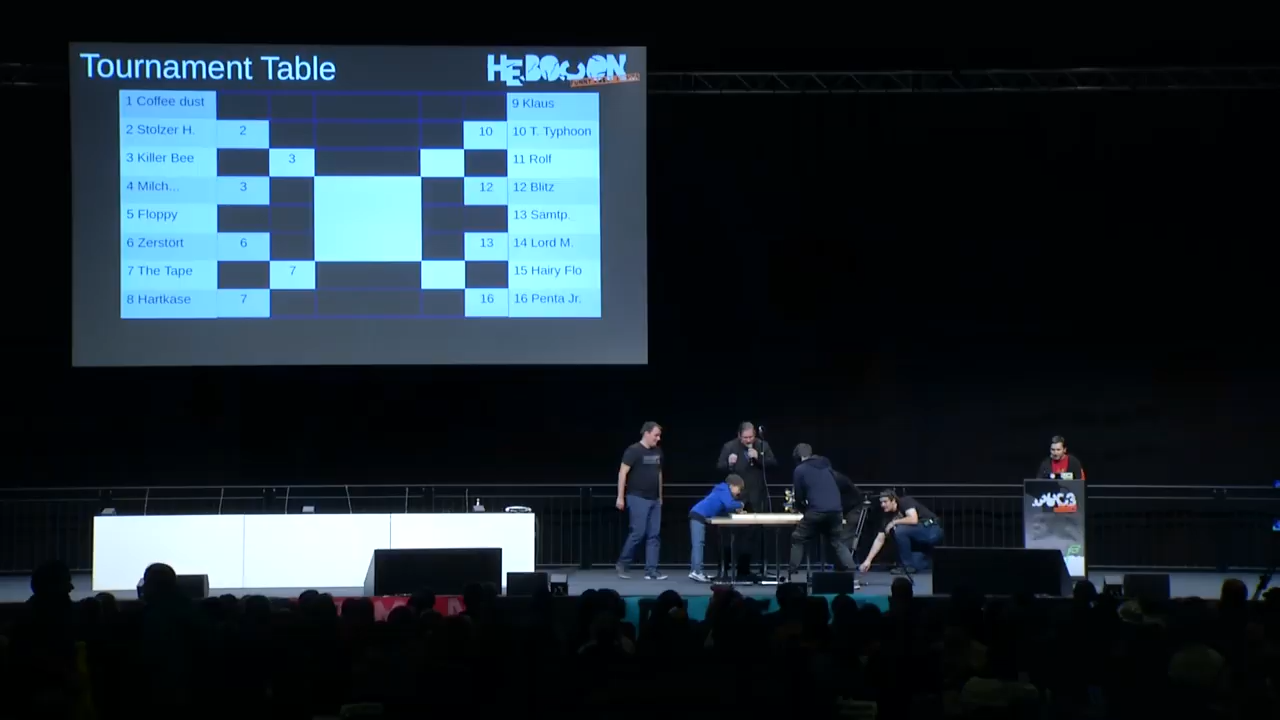 Tournament Table
HEBOCON
1 Coffee dust 9 Klaus
2 Stolzer H. 2 10 10 T. Typhoon
3 Killer Bee 3 11 Rolf
4 Milch... 3 12 12 Blitz
5 Floppy 13 Samtp.
6 Zerstört 6 13 14 Lord M.
7 The Tape 7 15 Hairy Flo
8 Hartkase 7 16 16 Penta Jr.